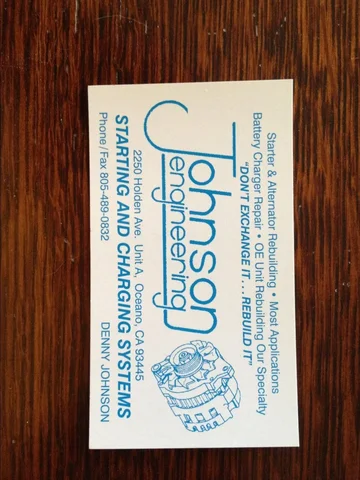 Starter & Alternator Rebuilding • Most Applications
Battery Charger Repair • OE Unit Rebuilding Our Specialty
"DON'T EXCHANGE IT . . . REBUILD IT"
Johnson
engineering
2250 Holden Ave. Unit A, Oceano, CA 93445
STARTING AND CHARGING SYSTEMS
Phone/Fax 805-489-0832 DENNY JOHNSON